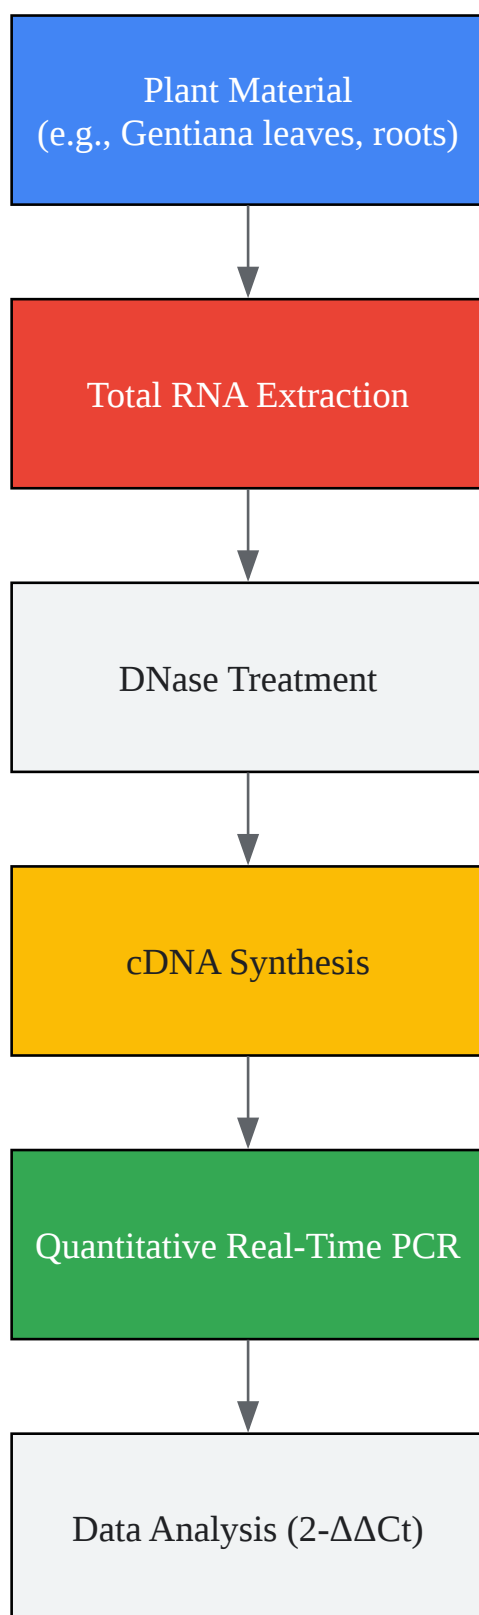 Plant Material
(e.g., Gentiana leaves, roots)
Total RNA Extraction
DNase Treatment
cDNA Synthesis
Quantitative Real-Time PCR
Data Analysis (2-ΔΔCt)